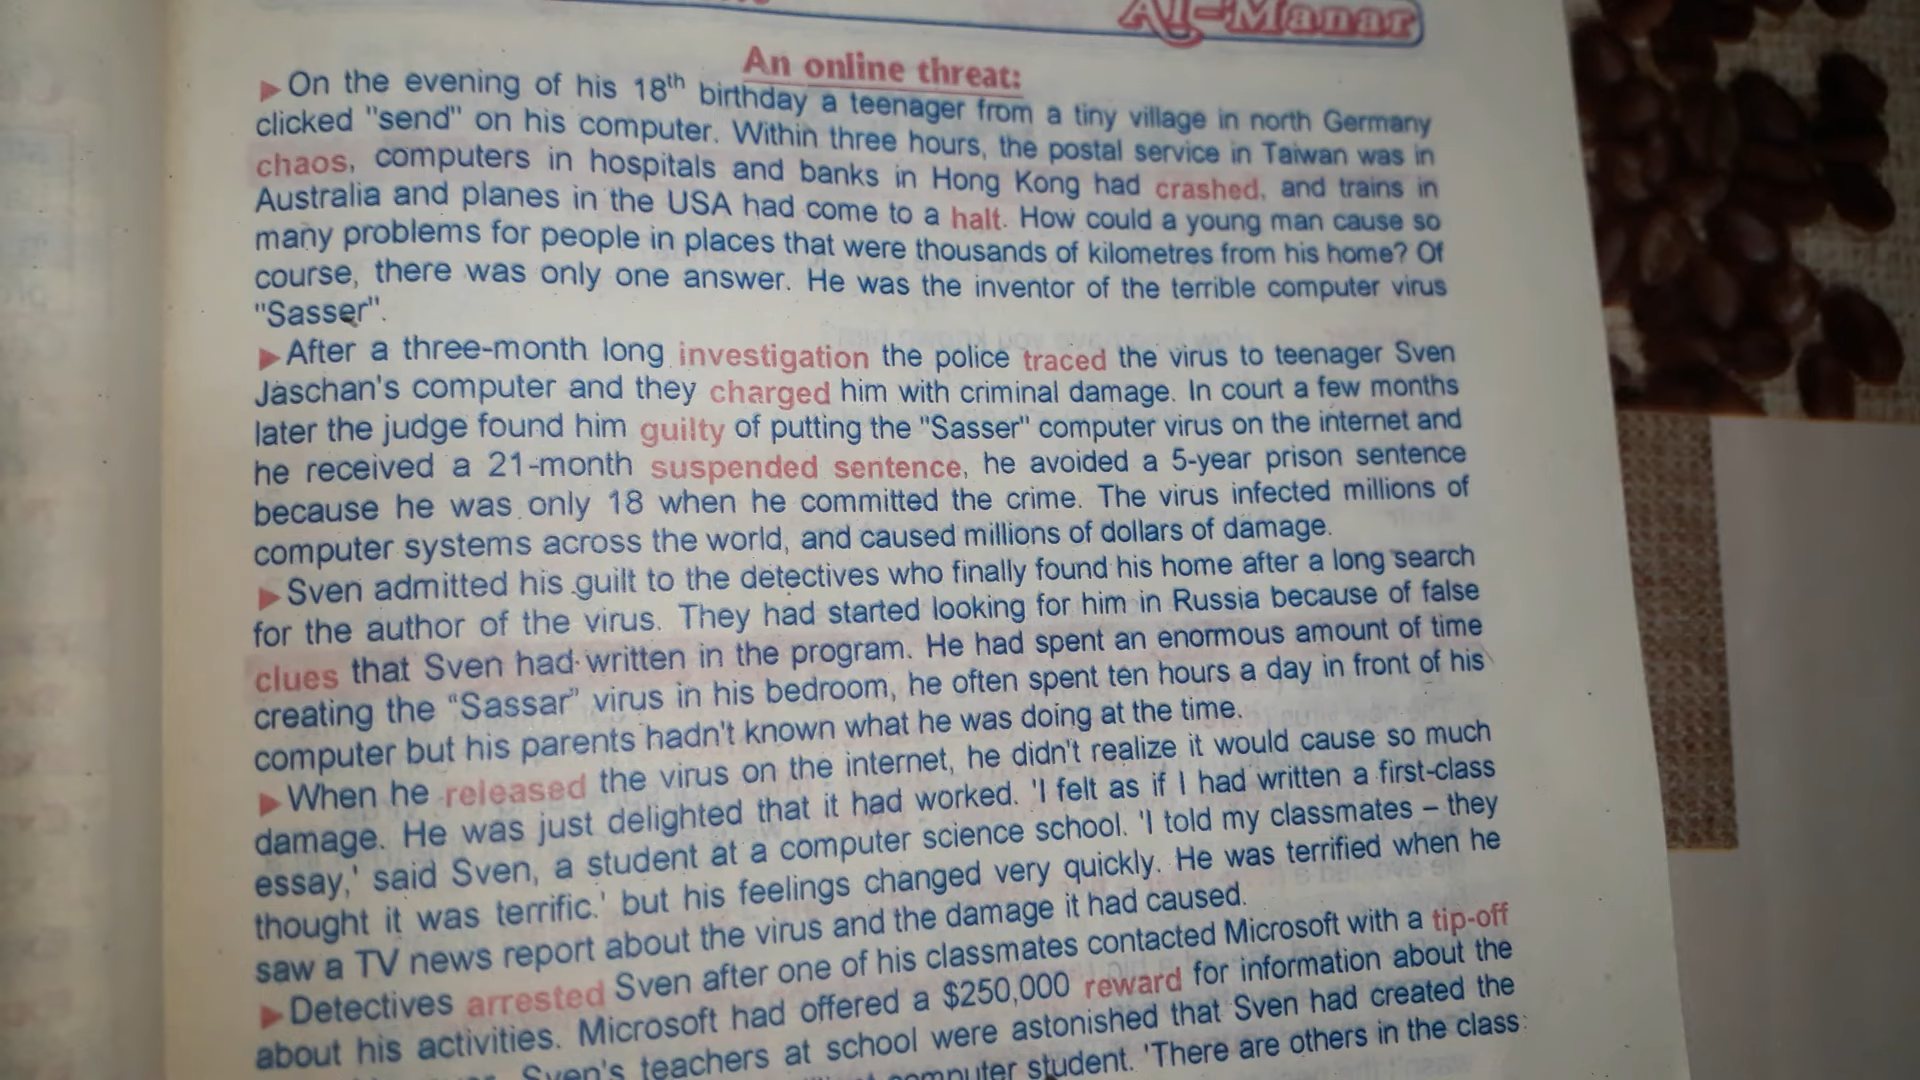 Al-Manar
An online threat:
▶On the evening of his 18th birthday a teenager from a tiny village in north Germany
clicked "send" on his computer. Within three hours, the postal service in Taiwan was in
chaos, computers in hospitals and banks in Hong Kong had crashed, and trains in
Australia and planes in the USA had come to a halt. How could a young man cause so
many problems for people in places that were thousands of kilometres from his home? Of
course, there was only one answer. He was the inventor of the terrible computer virus
"Sasser".
▶After a three-month long investigation the police traced the virus to teenager Sven
Jaschan's computer and they charged him with criminal damage. In court a few months
later the judge found him guilty of putting the "Sasser" computer virus on the internet and
he received a 21-month suspended sentence, he avoided a 5-year prison sentence
because he was only 18 when he committed the crime. The virus infected millions of
computer systems across the world, and caused millions of dollars of damage.
▶Sven admitted his guilt to the detectives who finally found his home after a long search
for the author of the virus. They had started looking for him in Russia because of false
clues that Sven had written in the program. He had spent an enormous amount of time
creating the “Sassar” virus in his bedroom, he often spent ten hours a day in front of his
computer but his parents hadn't known what he was doing at the time.
▶When he released the virus on the internet, he didn't realize it would cause so much
damage. He was just delighted that it had worked. 'I felt as if I had written a first-class
essay,' said Sven, a student at a computer science school. 'I told my classmates – they
thought it was terrific.' but his feelings changed very quickly. He was terrified when he
saw a TV news report about the virus and the damage it had caused.
▶Detectives arrested Sven after one of his classmates contacted Microsoft with a tip-off
about his activities. Microsoft had offered a $250,000 reward for information about the
Sven's teachers at school were astonished that Sven had created the
computer student. 'There are others in the class